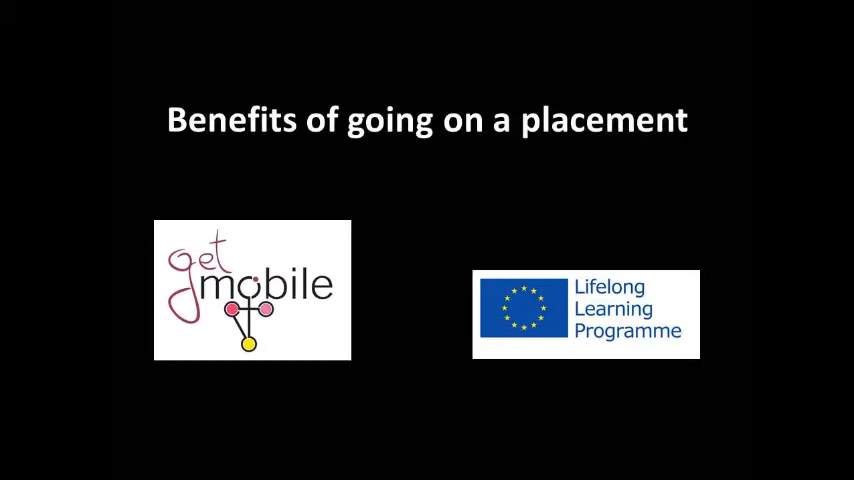 Benefits of going on a placement
get
mobile
Lifelong
Learning
Programme